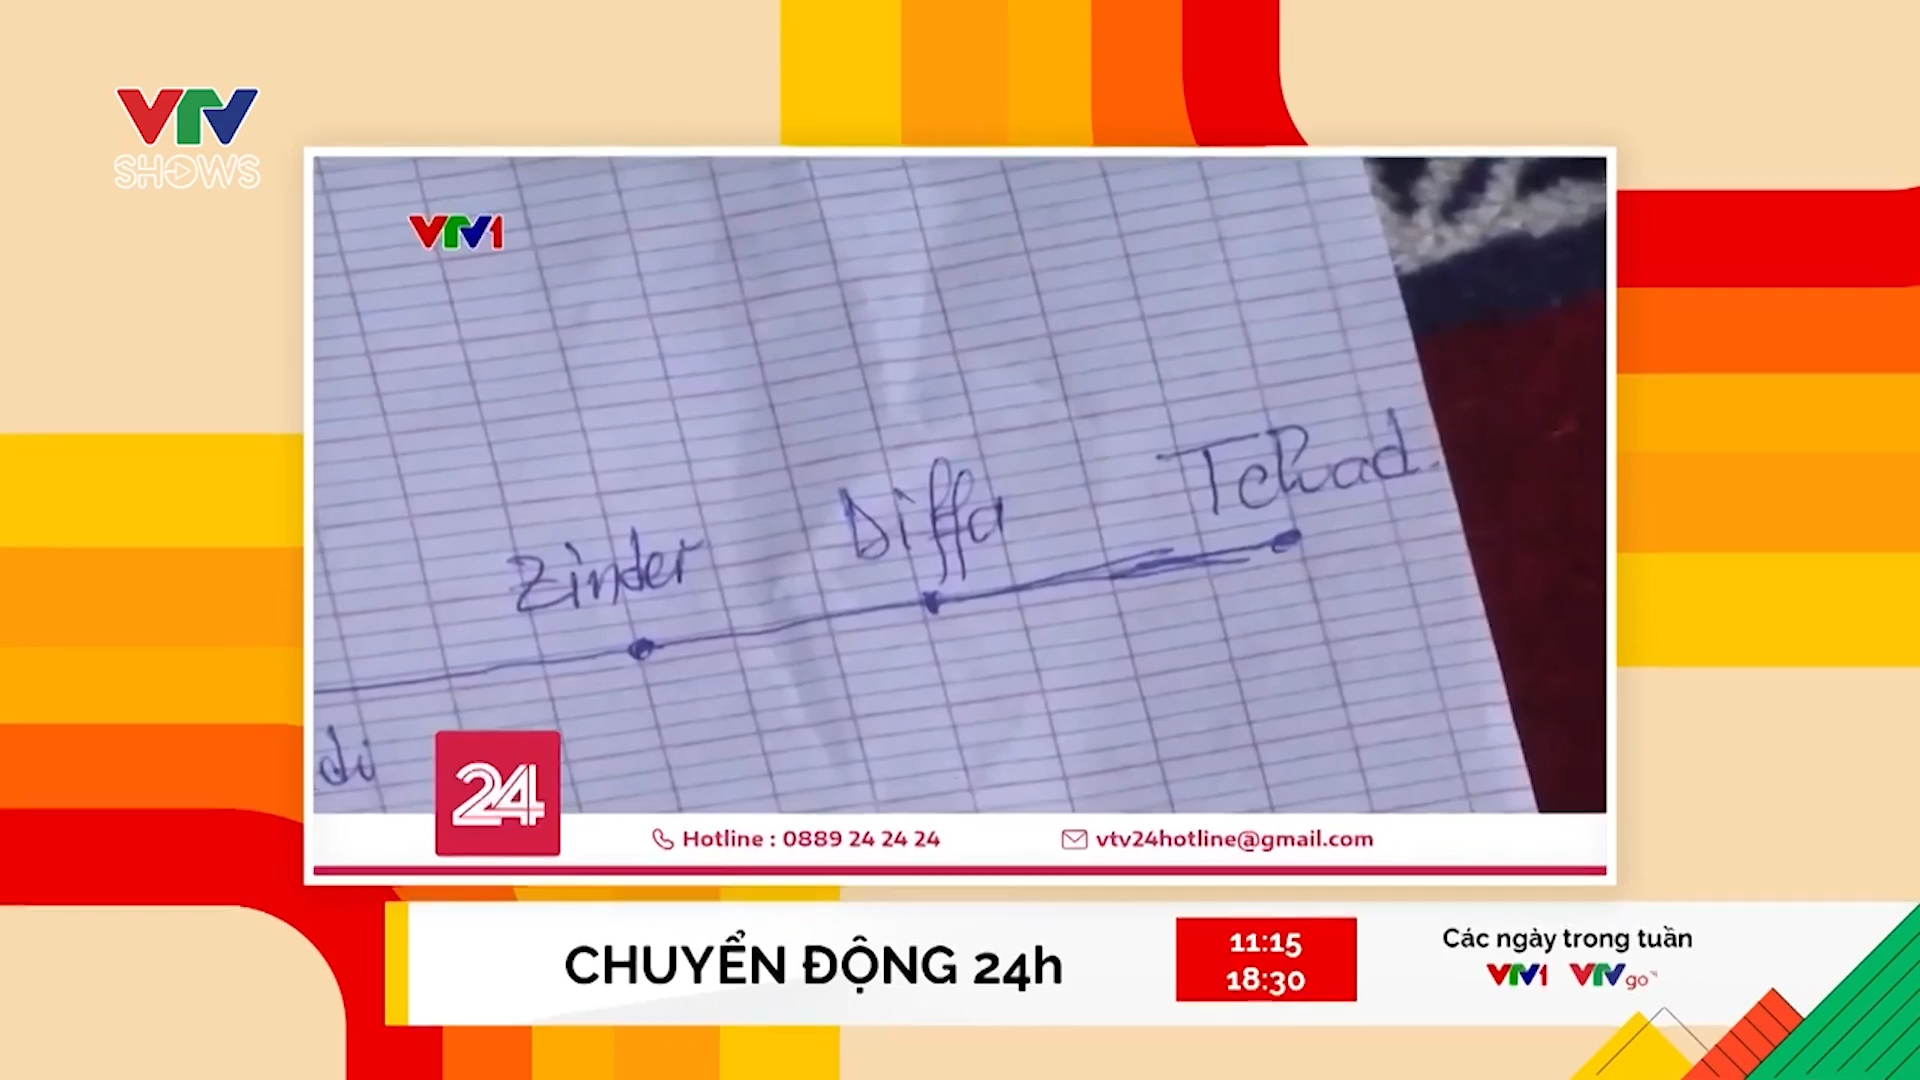 VTV
SHOWS
VTV1
Tchad.
Diffa
Zinder
di
24
Hotline : 0889 24 24 24
vtv24hotline@gmail.com
CHUYỂN ĐỘNG 24h
11:15
18:30
Các ngày trong tuần
VTV1 VTVgo